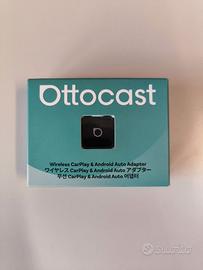 Ottocast
Wireless CarPlay & Android Auto Adapter
ワイヤレス CarPlay & Android Auto アダプター
무선 CarPlay & Android Auto 어댑터